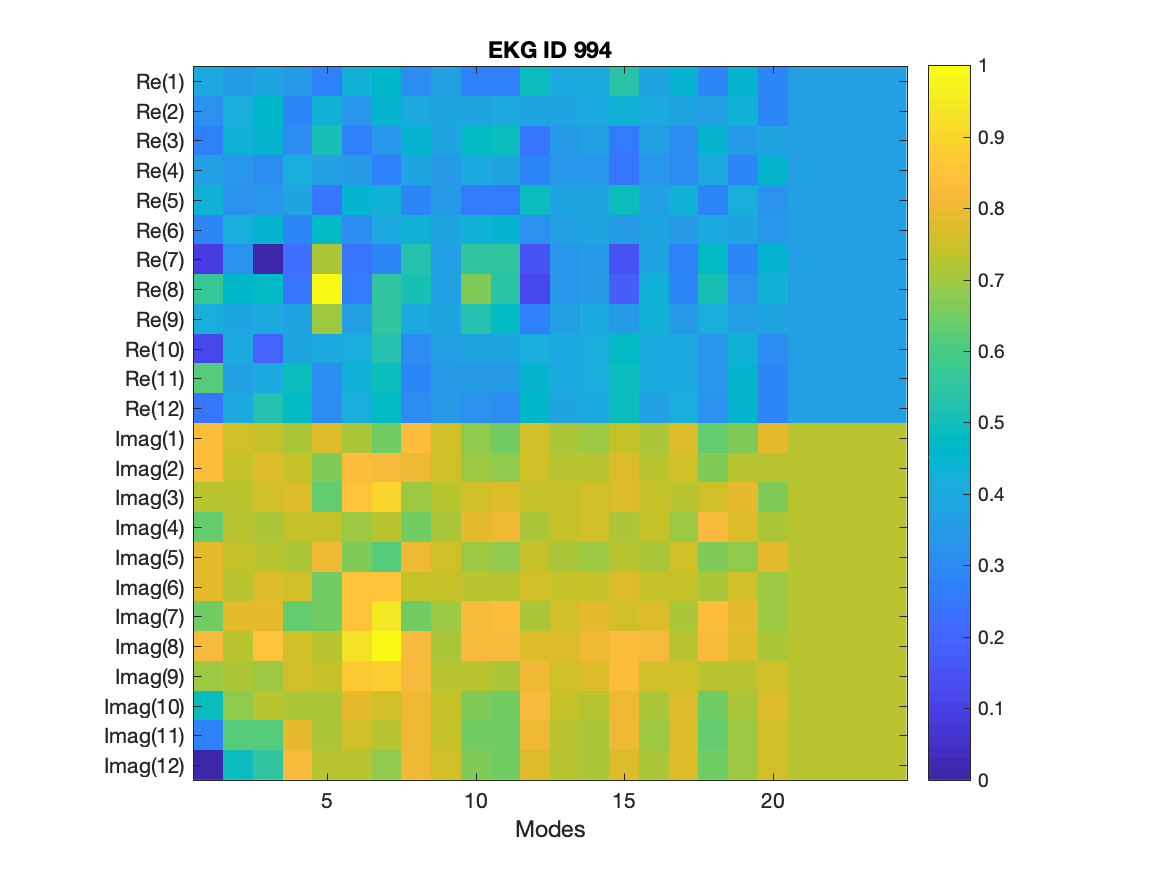 EKG ID 994
Re(1)
Re(2)
Re(3)
Re(4)
Re(5)
Re(6)
Re(7)
Re(8)
Re(9)
Re(10)
Re(11)
Re(12)
Imag(1)
Imag(2)
Imag(3)
Imag(4)
Imag(5)
Imag(6)
Imag(7)
Imag(8)
Imag(9)
Imag(10)
Imag(11)
Imag(12)
5 10 15 20
Modes
1
0.9
0.8
0.7
0.6
0.5
0.4
0.3
0.2
0.1
0